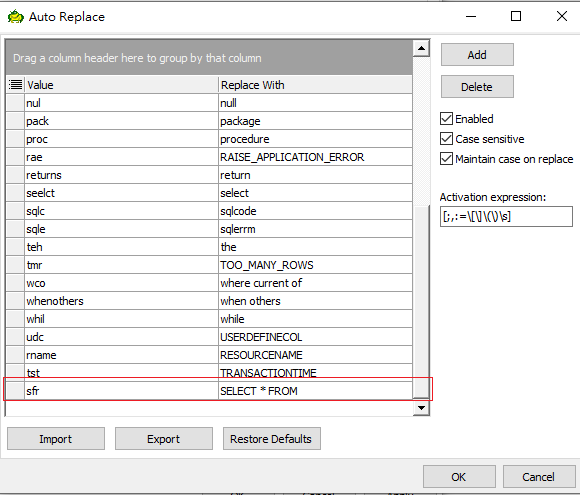 Auto Replace
Drag a column header here to group by that column
Value Replace With
nul null
pack package
proc procedure
rae RAISE_APPLICATION_ERROR
returns return
seelct select
sqlc sqlcode
sqle sqlerrm
teh the
tmr TOO_MANY_ROWS
wco where current of
whenothers when others
whil while
udc USERDEFINECOL
rname RESOURCENAME
tst TRANSACTIONTIME
sfr SELECT * FROM
Add
Delete
Enabled
Case sensitive
Maintain case on replace
Activation expression:
[;,:=\[\]\(\)\s]
Import Export Restore Defaults
OK Cancel